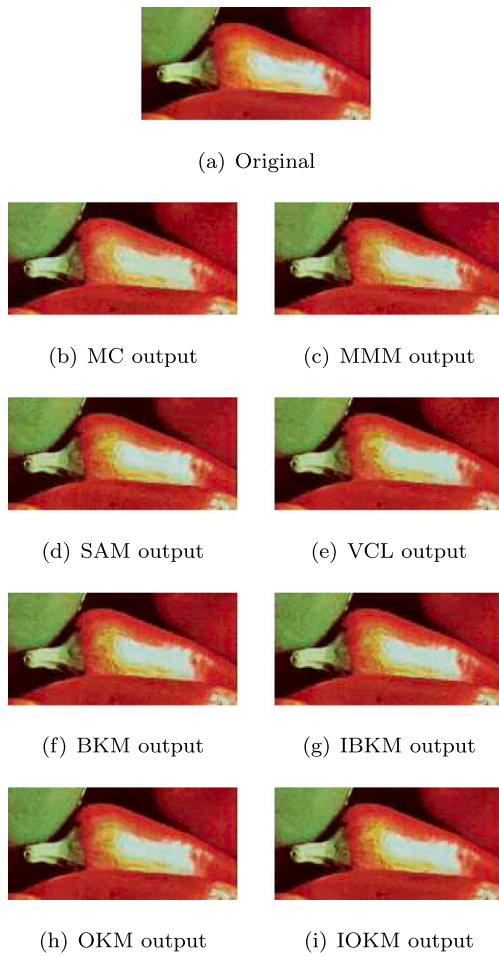 (a) Original
(b) MC output
(c) MMM output
(d) SAM output
(e) VCL output
(f) BKM output
(g) IBKM output
(h) OKM output
(i) IOKM output